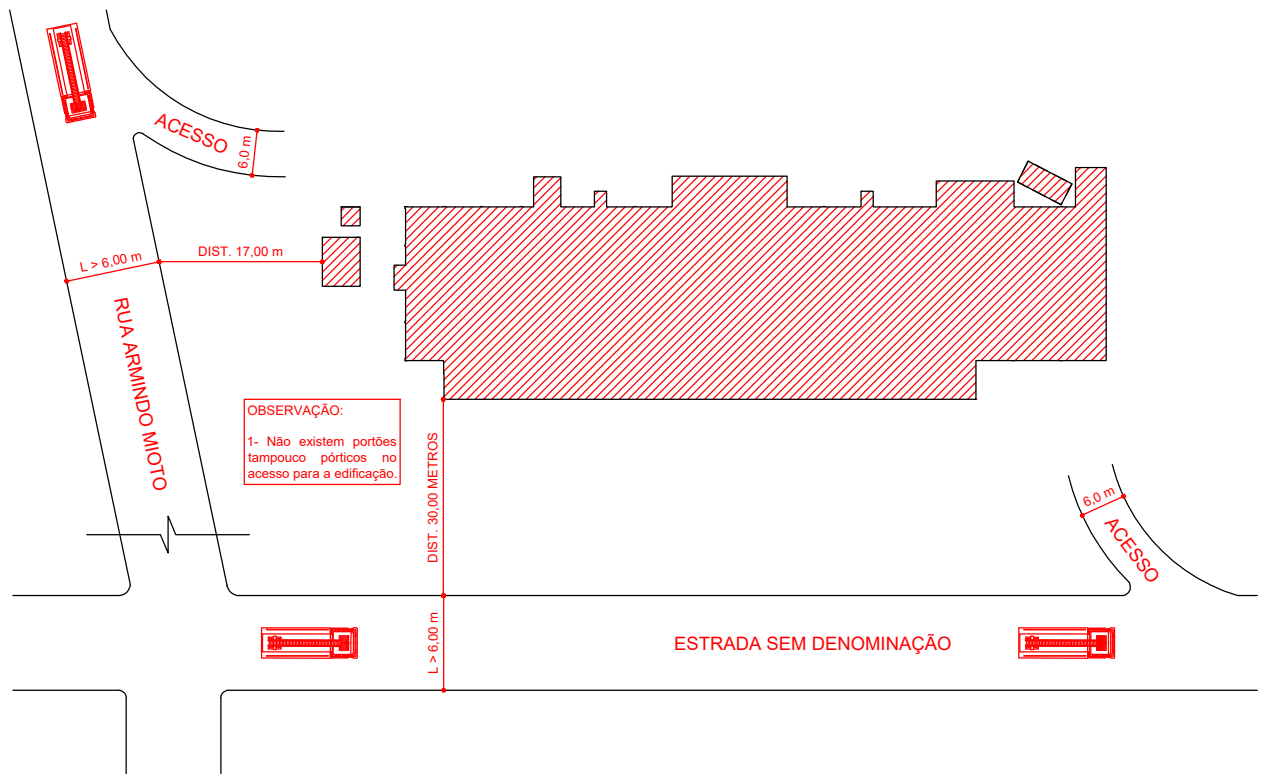 ACESSO
6,0 m
DIST. 17,00 m
L > 6,00 m
RUA ARMINDO MIOTO
OBSERVAÇÃO:
1- Não existem portões
tampouco pórticos no
acesso para a edificação.
DIST. 30,00 METROS
6,0 m
ACESSO
L > 6,00 m
ESTRADA SEM DENOMINAÇÃO